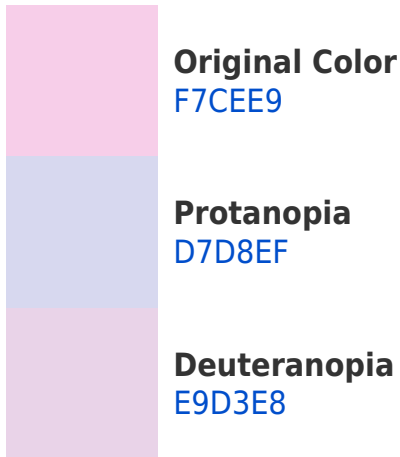 Original Color
F7CEE9
Protanopia
D7D8EF
Deuteranopia
E9D3E8